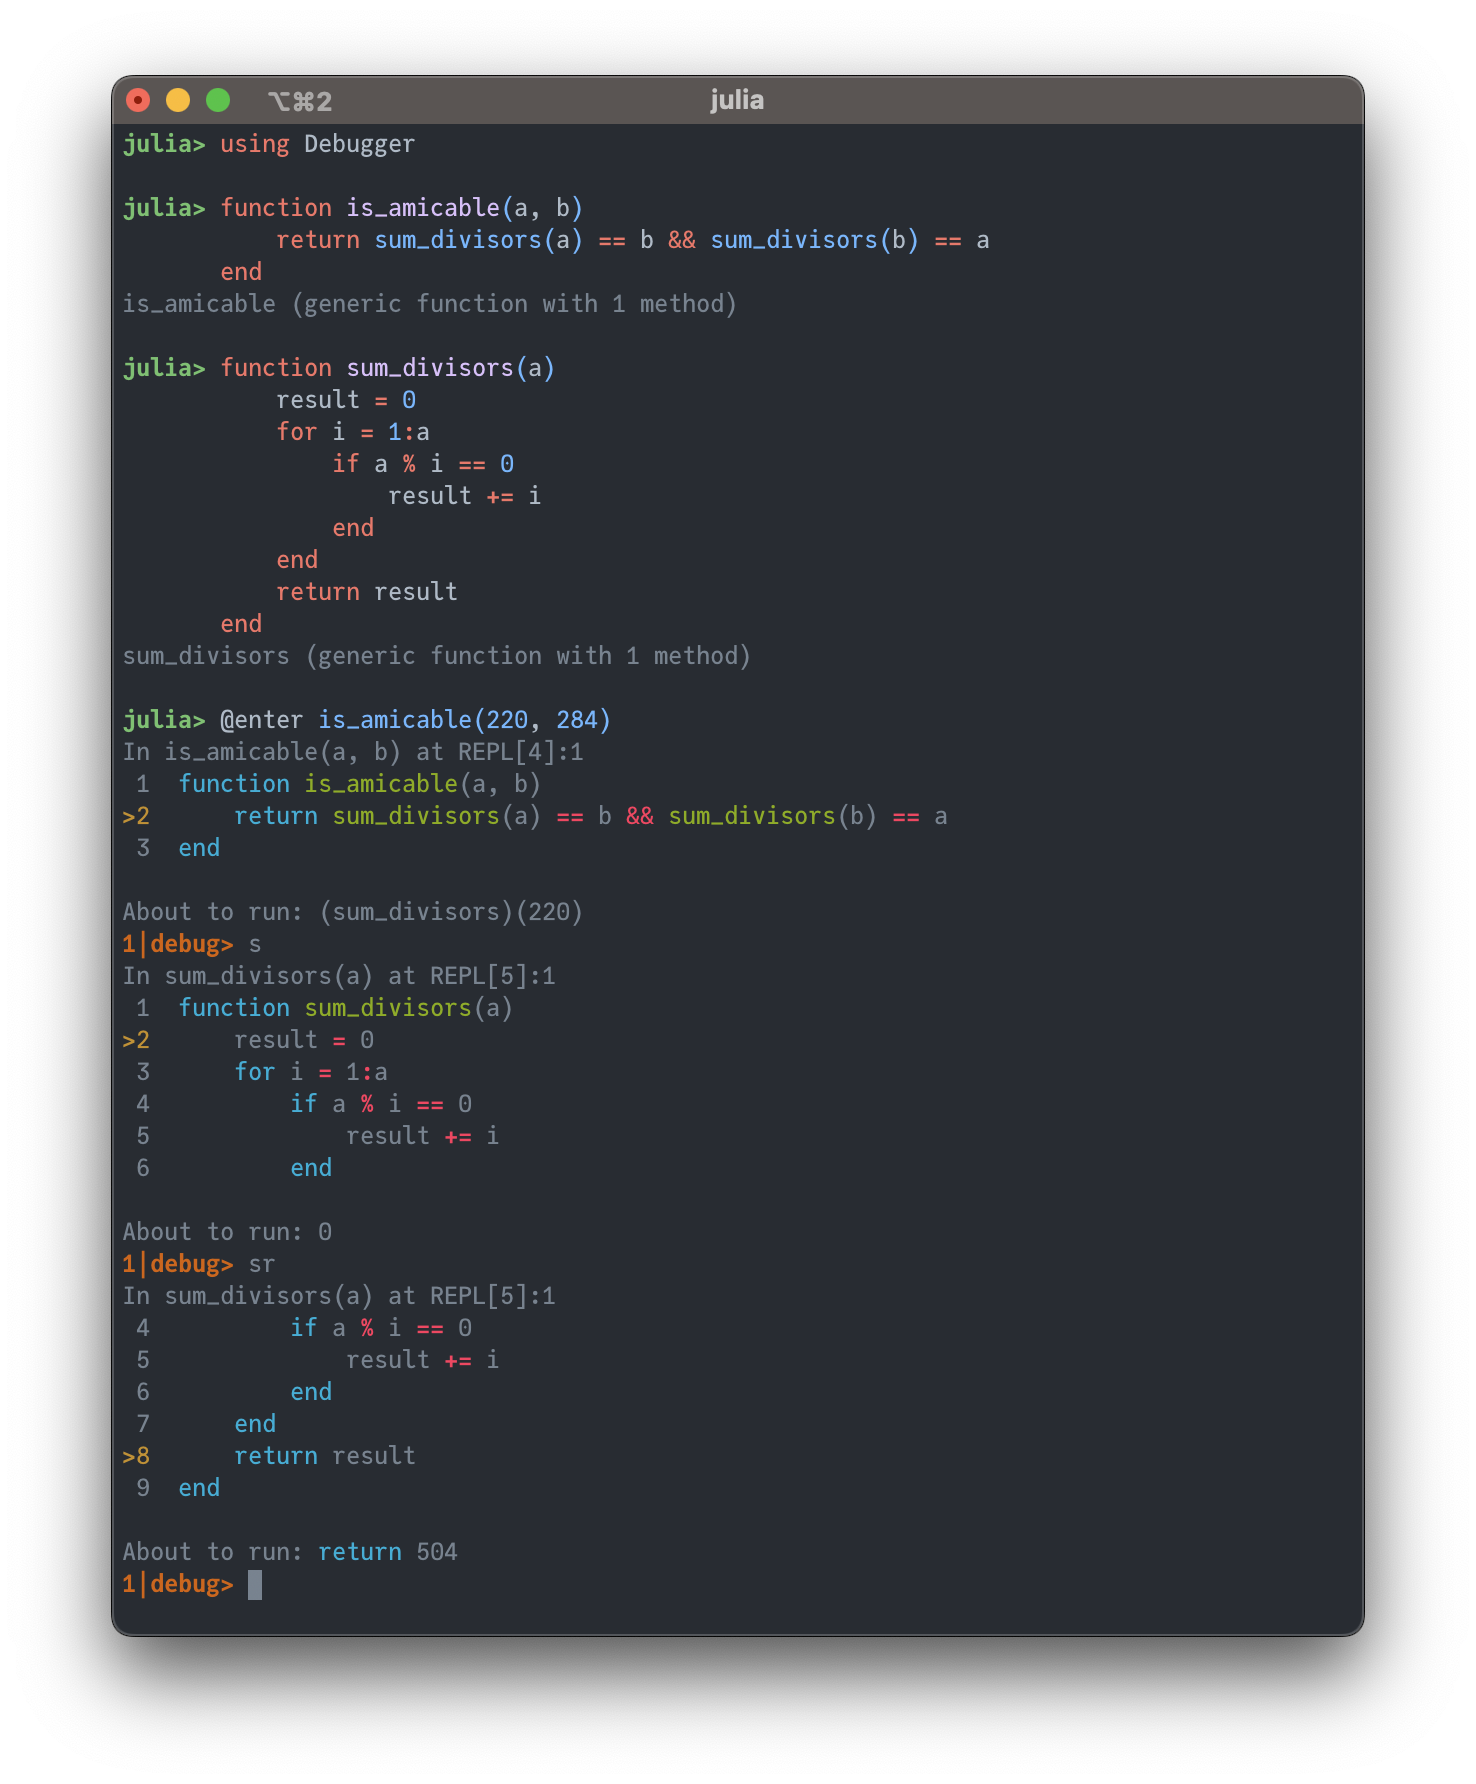 ⌥⌘2 julia
julia> using Debugger
julia> function is_amicable(a, b)
           return sum_divisors(a) == b && sum_divisors(b) == a
       end
is_amicable (generic function with 1 method)
julia> function sum_divisors(a)
           result = 0
           for i = 1:a
               if a % i == 0
                   result += i
               end
           end
           return result
       end
sum_divisors (generic function with 1 method)
julia> @enter is_amicable(220, 284)
In is_amicable(a, b) at REPL[4]:1
 1  function is_amicable(a, b)
>2      return sum_divisors(a) == b && sum_divisors(b) == a
 3  end
About to run: (sum_divisors)(220)
1|debug> s
In sum_divisors(a) at REPL[5]:1
 1  function sum_divisors(a)
>2      result = 0
 3      for i = 1:a
 4          if a % i == 0
 5              result += i
 6          end
About to run: 0
1|debug> sr
In sum_divisors(a) at REPL[5]:1
 4          if a % i == 0
 5              result += i
 6          end
 7      end
>8      return result
 9  end
About to run: return 504
1|debug>